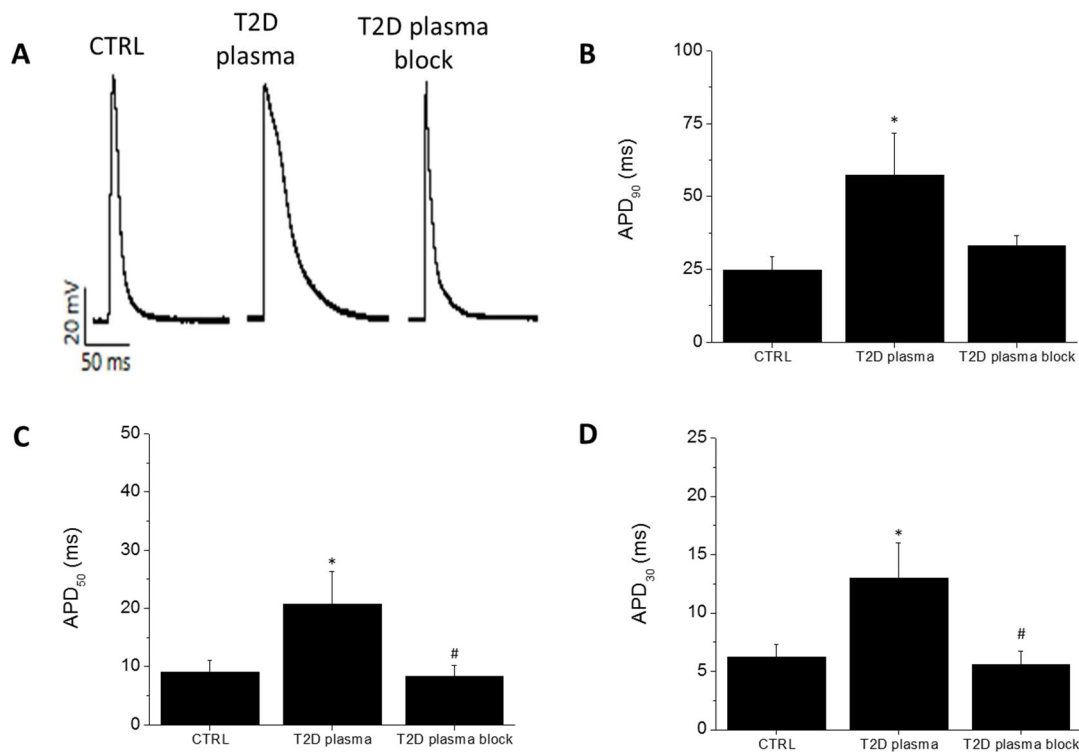 A
CTRL
T2D
plasma
T2D plasma
block
20 mV
50 ms
B
APD90 (ms)
100
75
50
25
0
*
CTRL
T2D plasma
T2D plasma block
C
APD50 (ms)
50
40
30
20
10
0
*
#
CTRL
T2D plasma
T2D plasma block
D
APD30 (ms)
25
20
15
10
5
0
*
#
CTRL
T2D plasma
T2D plasma block